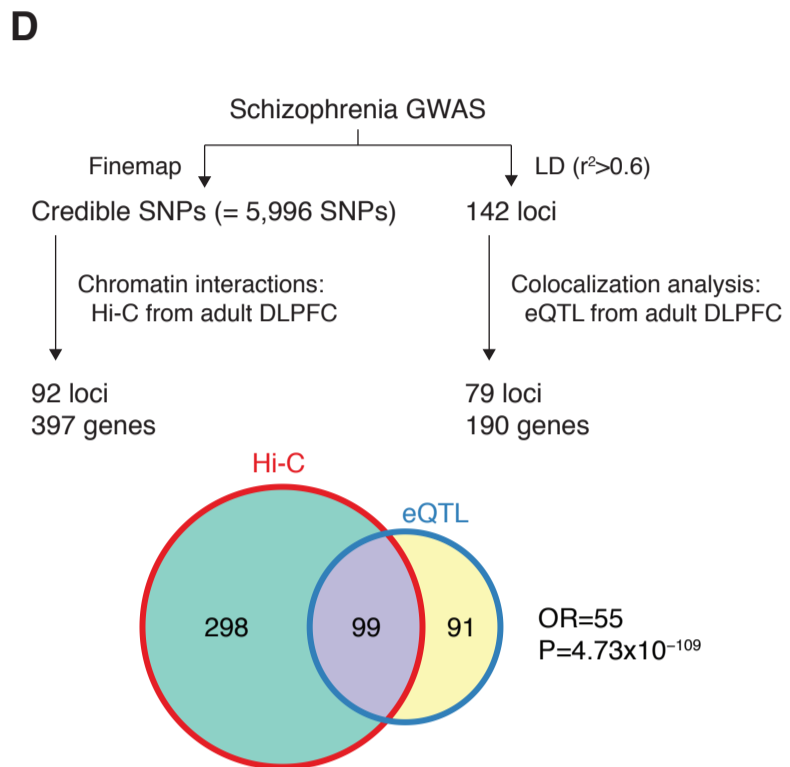 D
Schizophrenia GWAS
Finemap
LD (r²>0.6)
Credible SNPs (= 5,996 SNPs)
142 loci
Chromatin interactions:
Hi-C from adult DLPFC
Colocalization analysis:
eQTL from adult DLPFC
92 loci
397 genes
79 loci
190 genes
Hi-C
eQTL
298
99
91
OR=55
P=4.73x10⁻¹⁰⁹